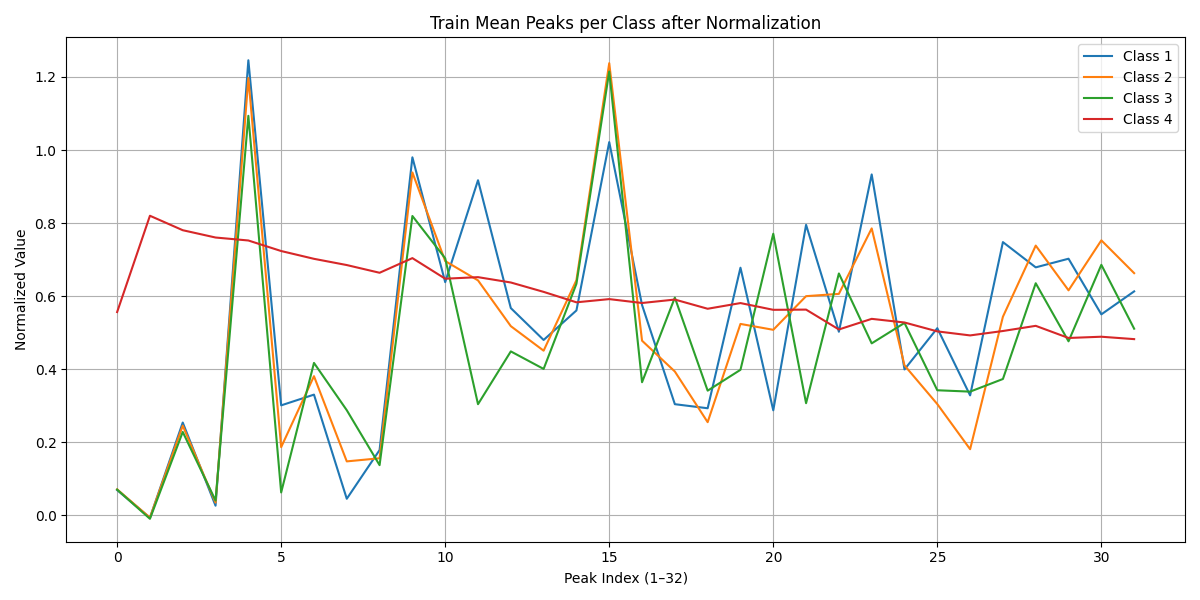 Train Mean Peaks per Class after Normalization
Normalized Value
1.2
1.0
0.8
0.6
0.4
0.2
0.0
Class 1
Class 2
Class 3
Class 4
0 5 10 15 20 25 30
Peak Index (1–32)